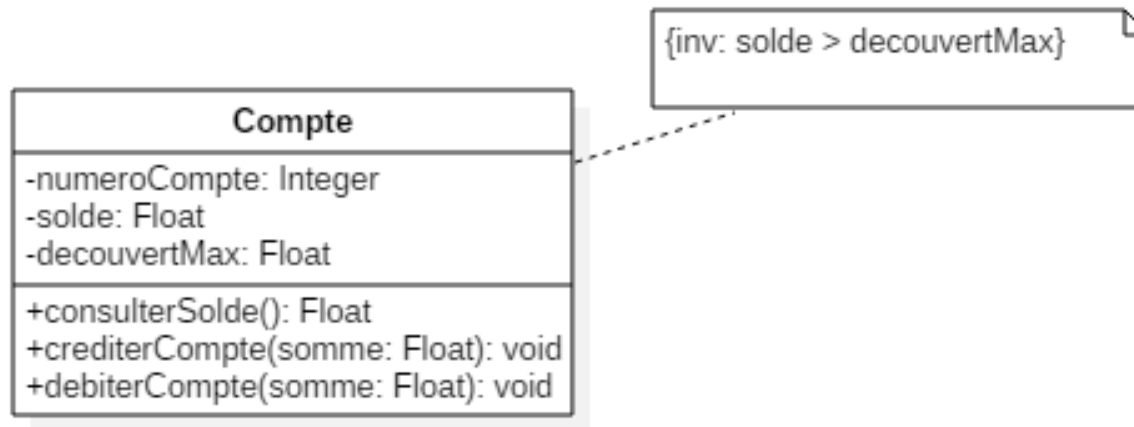 {inv: solde > decouvertMax}
Compte
-numeroCompte: Integer
-solde: Float
-decouvertMax: Float
+consulterSolde(): Float
+crediterCompte(somme: Float): void
+debiterCompte(somme: Float): void